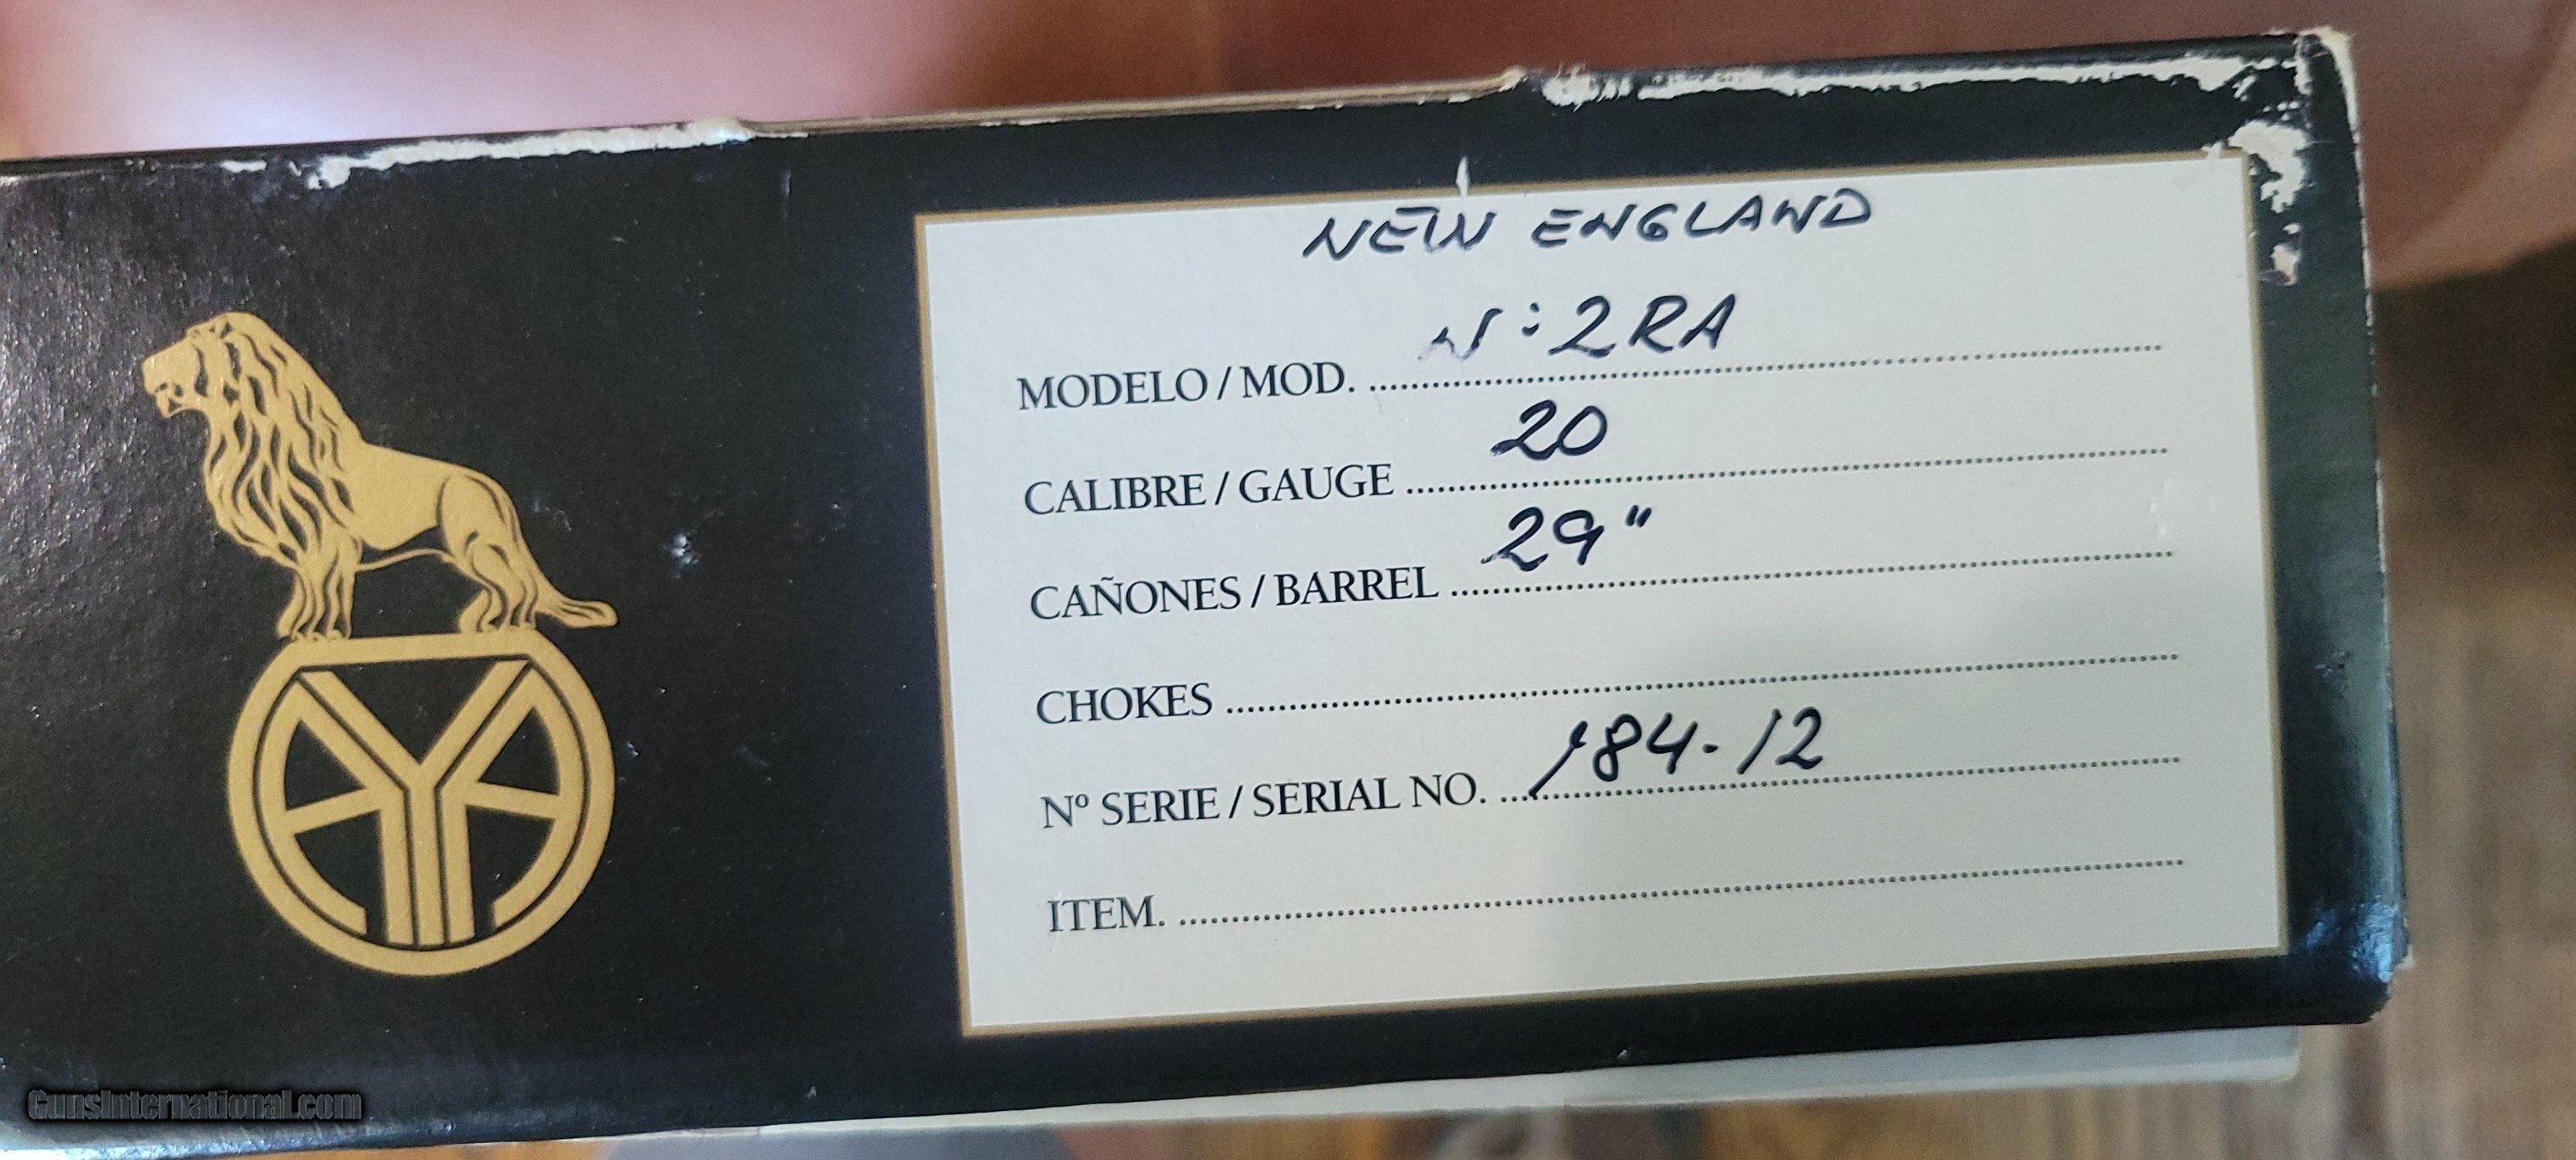 NEW ENGLAND
MODELO / MOD. N: 2RA
CALIBRE / GAUGE 20
CAÑONES / BARREL 29"
CHOKES
Nº SERIE / SERIAL NO. 184-12
ITEM.
AYA
GunsInternational.com